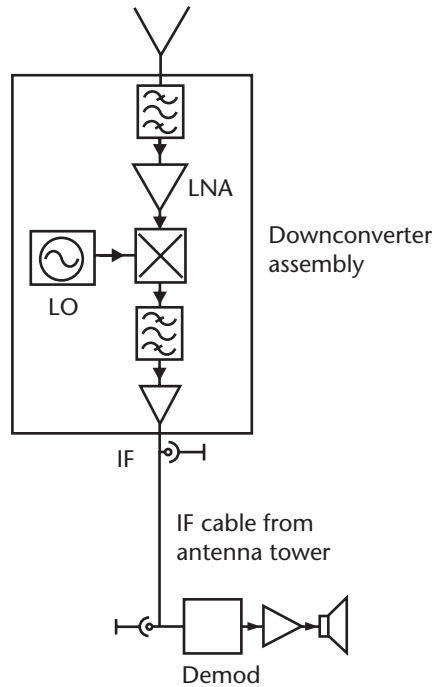 LNA
Downconverter
assembly
LO
IF
IF cable from
antenna tower
Demod